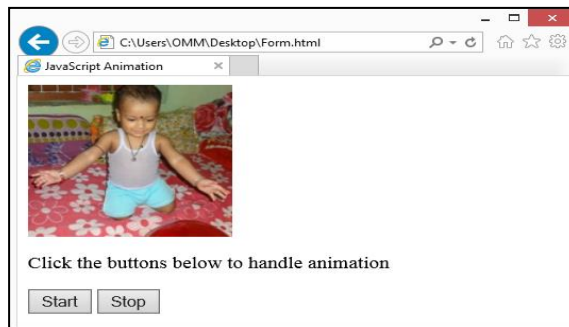 C:\Users\OMM\Desktop\Form.html
JavaScript Animation
Click the buttons below to handle animation
Start Stop